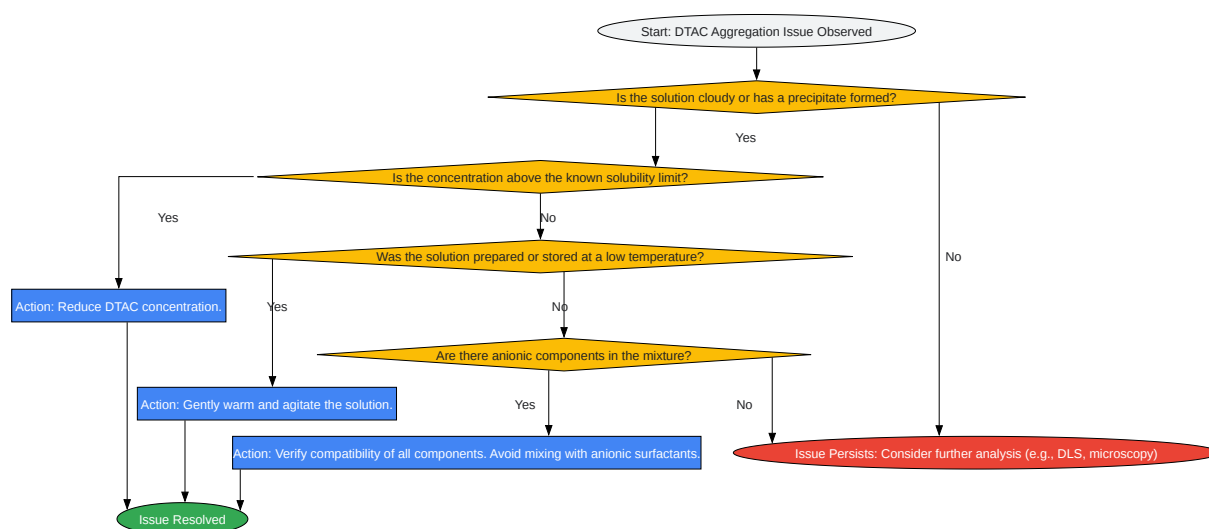 Start: DTAC Aggregation Issue Observed
Is the solution cloudy or has a precipitate formed?
Yes
Is the concentration above the known solubility limit?
Yes
No
Was the solution prepared or stored at a low temperature?
No
Action: Reduce DTAC concentration.
Yes
No
Are there anionic components in the mixture?
Action: Gently warm and agitate the solution.
Yes
No
Action: Verify compatibility of all components. Avoid mixing with anionic surfactants.
Issue Persists: Consider further analysis (e.g., DLS, microscopy)
Issue Resolved